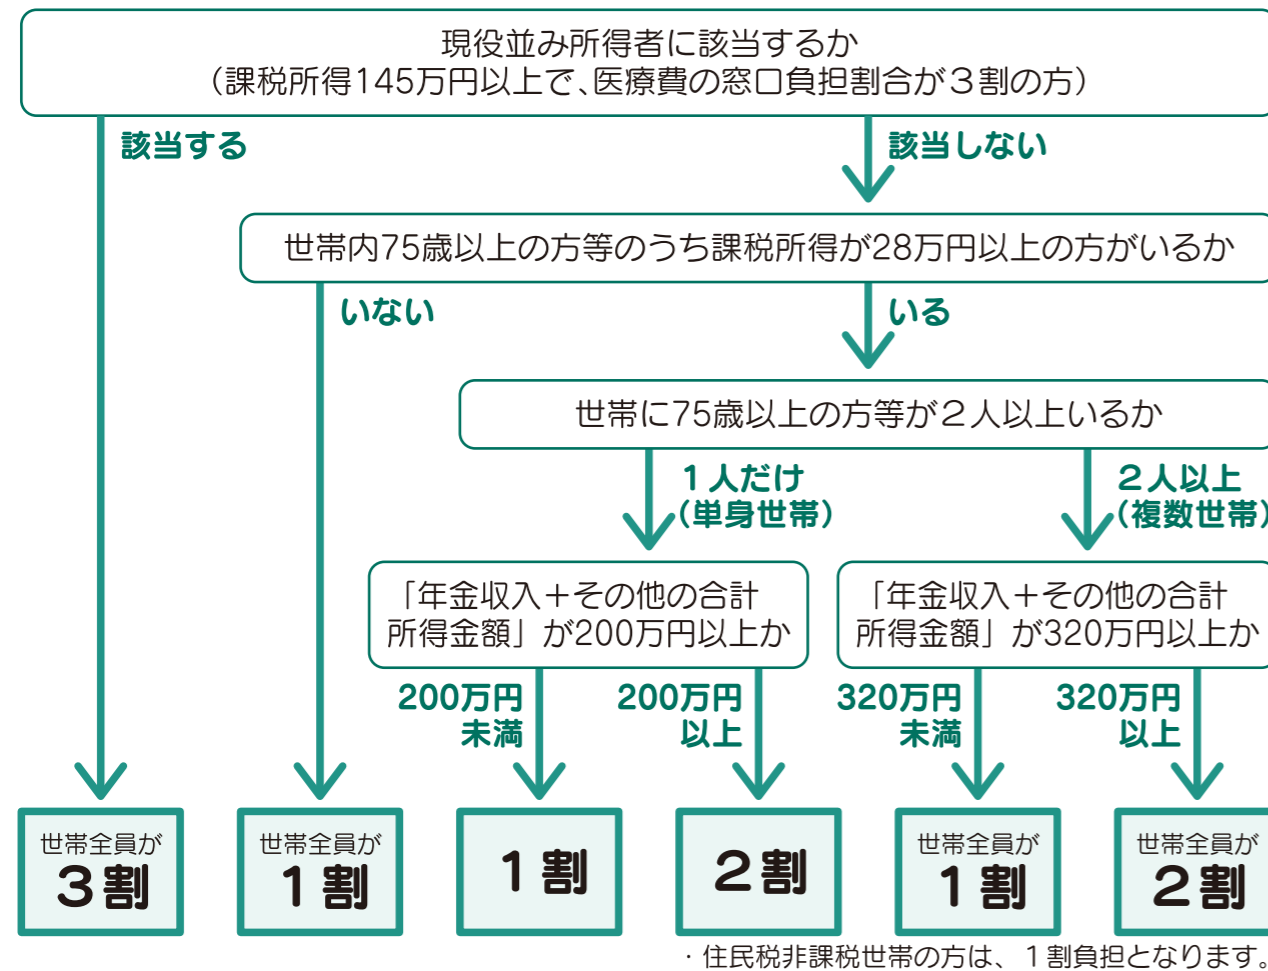 現役並み所得者に該当するか
（課税所得145万円以上で、医療費の窓口負担割合が３割の方）
該当する
該当しない
世帯内75歳以上の方等のうち課税所得が28万円以上の方がいるか
いない
いる
世帯に75歳以上の方等が２人以上いるか
１人だけ
（単身世帯）
２人以上
（複数世帯）
「年金収入＋その他の合計
所得金額」が200万円以上か
「年金収入＋その他の合計
所得金額」が320万円以上か
200万円
未満
200万円
以上
320万円
未満
320万円
以上
世帯全員が
３割
世帯全員が
１割
１割
２割
世帯全員が
１割
世帯全員が
２割
・住民税非課税世帯の方は、１割負担となります。